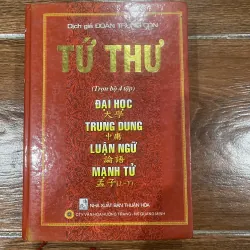 Dịch giả ĐOÀN TRUNG CÒN
TỨ THƯ
(Trọn bộ 4 tập)
ĐẠI HỌC
大學
TRUNG DUNG
中庸
LUẬN NGỮ
論語
MẠNH TỬ
孟子
NHÀ XUẤT BẢN THUẬN HÓA